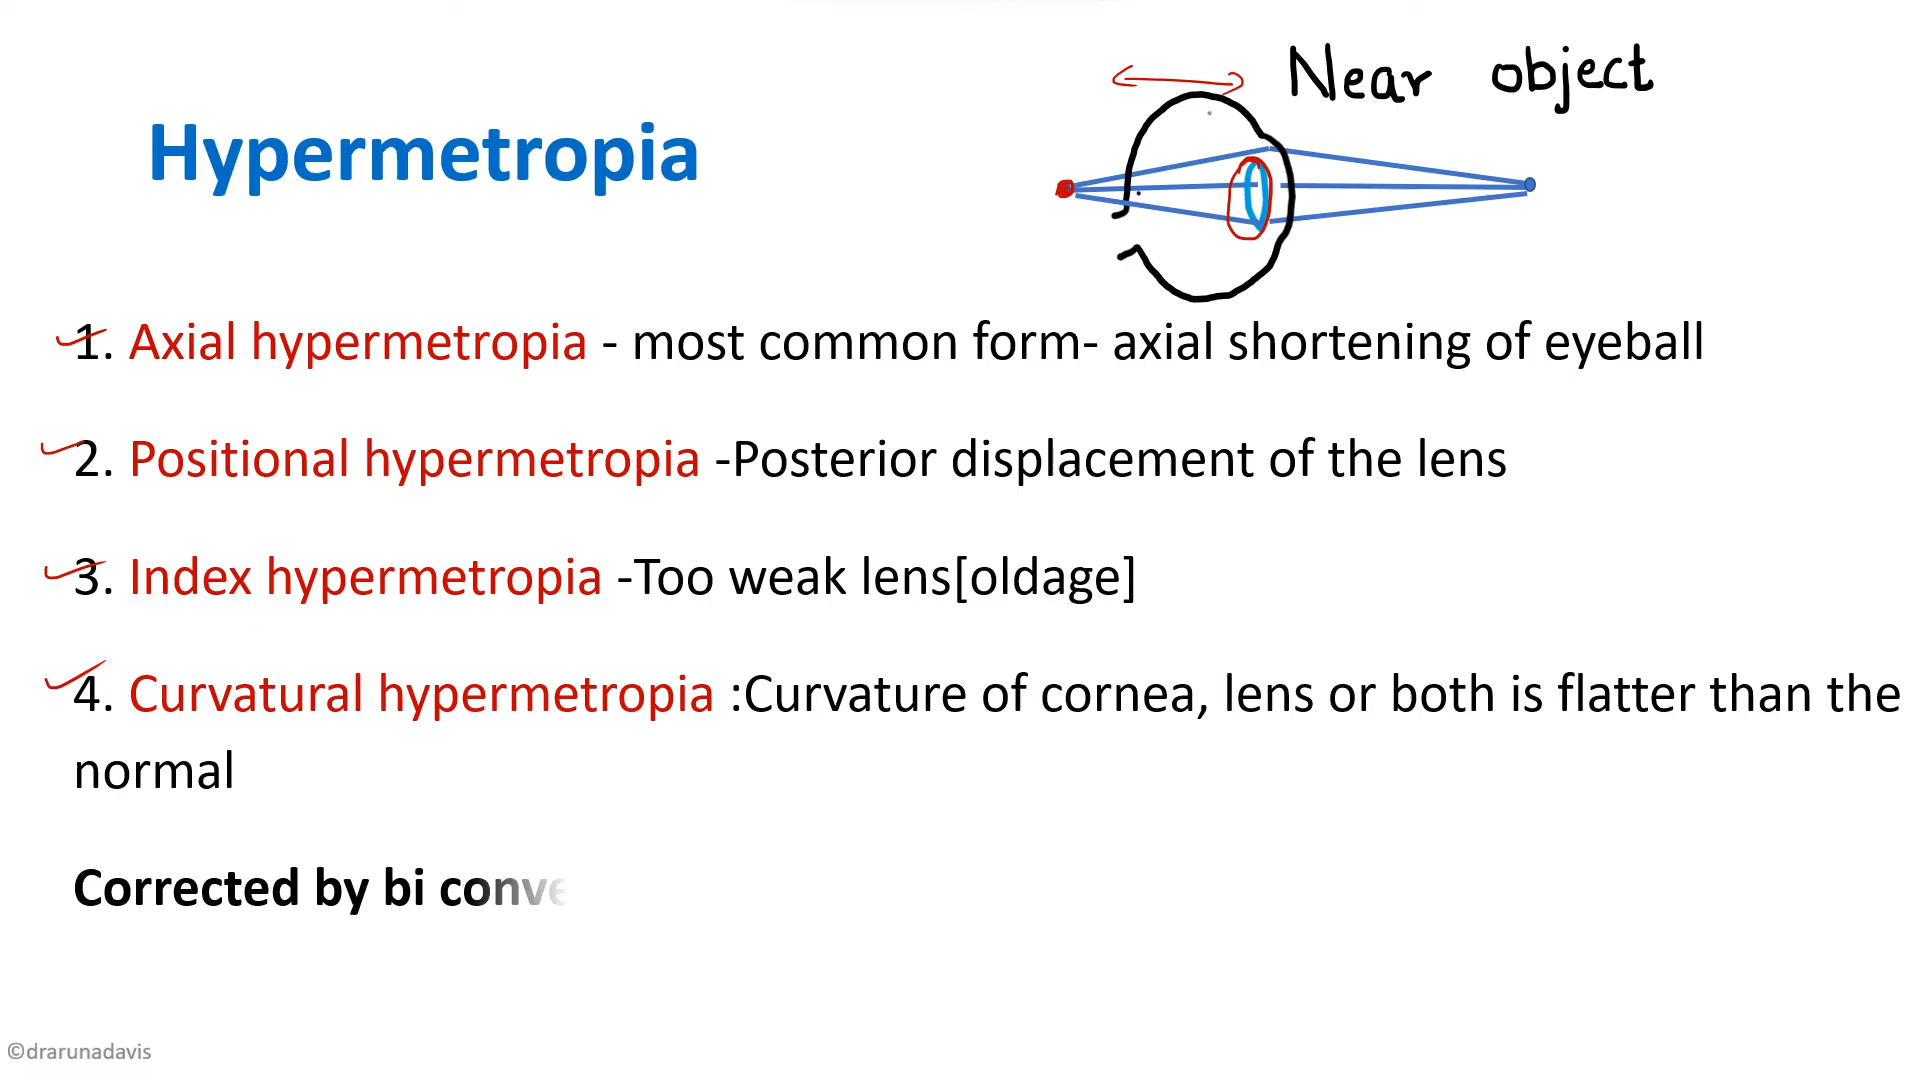 Near object
Hypermetropia
1. Axial hypermetropia - most common form- axial shortening of eyeball
2. Positional hypermetropia -Posterior displacement of the lens
3. Index hypermetropia -Too weak lens[oldage]
4. Curvatural hypermetropia :Curvature of cornea, lens or both is flatter than the
normal
Corrected by bi conve
©drarunadavis